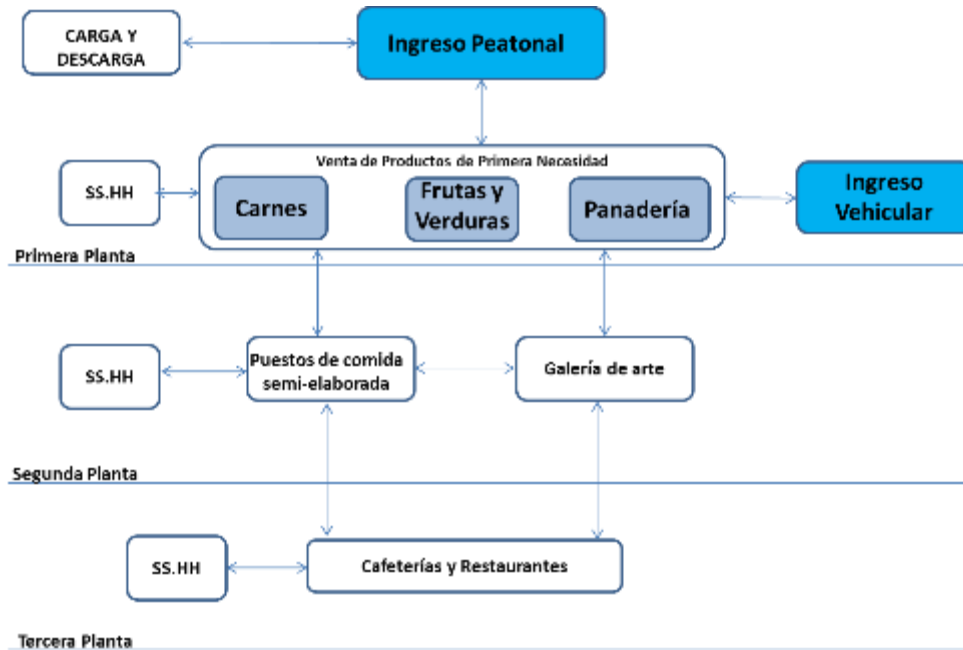 CARGA Y
DESCARGA
Ingreso Peatonal
Venta de Productos de Primera Necesidad
SS.HH
Carnes
Frutas y
Verduras
Panadería
Ingreso
Vehicular
Primera Planta
SS.HH
Puestos de comida
semi-elaborada
Galería de arte
Segunda Planta
SS.HH
Cafeterías y Restaurantes
Tercera Planta